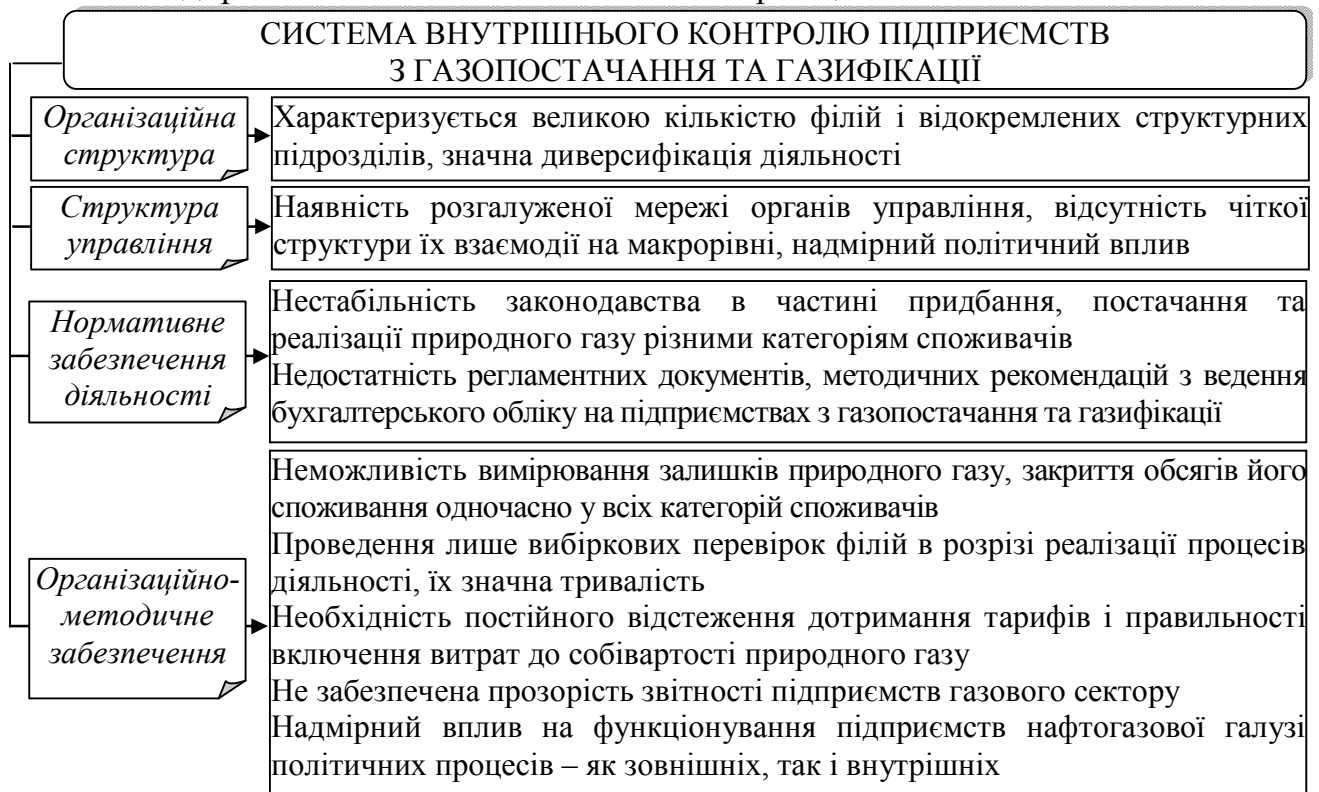 СИСТЕМА ВНУТРІШНЬОГО КОНТРОЛЮ ПІДПРИЄМСТВ
З ГАЗОПОСТАЧАННЯ ТА ГАЗИФІКАЦІЇ
Організаційна
структура
Характеризується великою кількістю філій і відокремлених структурних
підрозділів, значна диверсифікація діяльності
Структура
управління
Наявність розгалуженої мережі органів управління, відсутність чіткої
структури їх взаємодії на макрорівні, надмірний політичний вплив
Нормативне
забезпечення
діяльності
Нестабільність законодавства в частині придбання, постачання та
реалізації природного газу різними категоріям споживачів
Недостатність регламентних документів, методичних рекомендацій з ведення
бухгалтерського обліку на підприємствах з газопостачання та газифікації
Організаційно-
методичне
забезпечення
Неможливість вимірювання залишків природного газу, закриття обсягів його
споживання одночасно у всіх категорій споживачів
Проведення лише вибіркових перевірок філій в розрізі реалізації процесів
діяльності, їх значна тривалість
Необхідність постійного відстеження дотримання тарифів і правильності
включення витрат до собівартості природного газу
Не забезпечена прозорість звітності підприємств газового сектору
Надмірний вплив на функціонування підприємств нафтогазової галузі
політичних процесів – як зовнішніх, так і внутрішніх